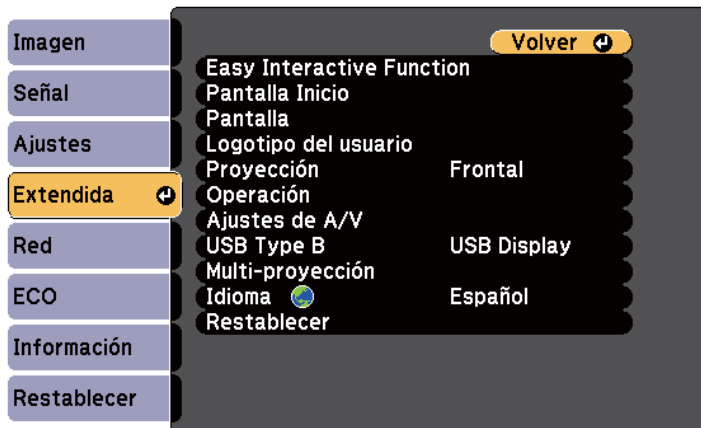 Imagen
Señal
Ajustes
Extendida
Red
ECO
Información
Restablecer
Volver
Easy Interactive Function
Pantalla Inicio
Pantalla
Logotipo del usuario
Proyección Frontal
Operación
Ajustes de A/V
USB Type B USB Display
Multi-proyección
Idioma Español
Restablecer